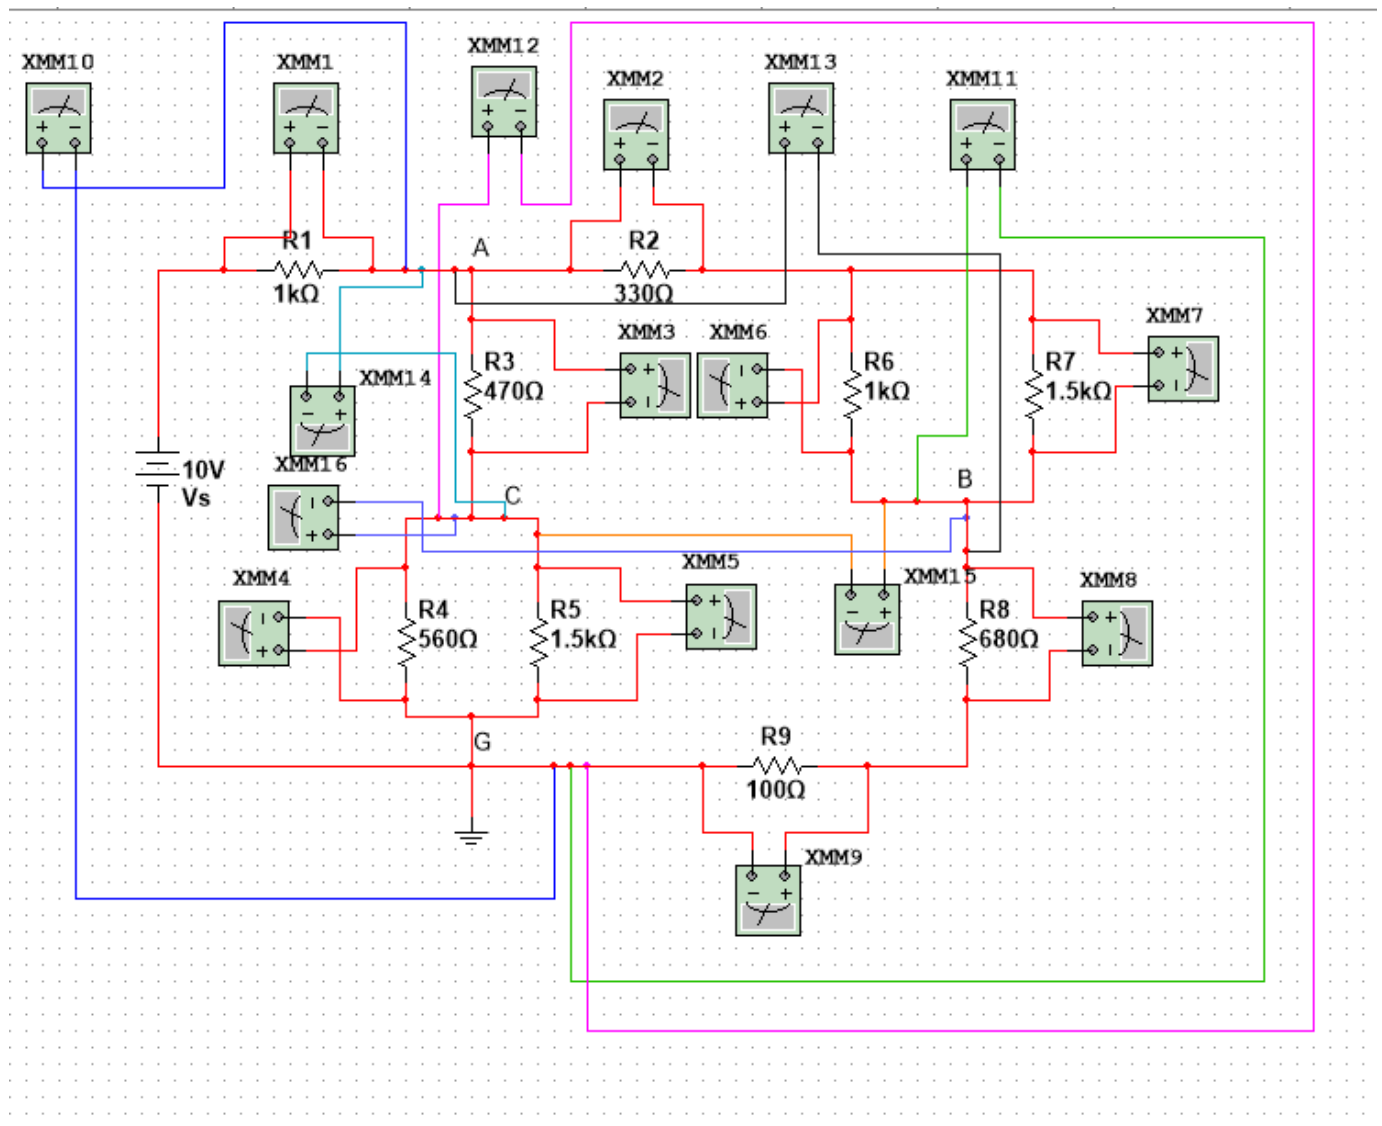 XMM12
XMM10
XMM1
XMM13
XMM2
XMM11
+ −
+ −
+ −
+ −
+ −
+ −
R1
A
R2
1kΩ
330Ω
XMM7
XMM3
XMM6
+
R3
470Ω
R6
1kΩ
R7
1.5kΩ
XMM14
− +
10V
Vs
XMM16
C
B
XMM5
XMM4
XMM15
XMM8
R4
560Ω
R5
1.5kΩ
R8
680Ω
− +
G
R9
100Ω
XMM9
− +